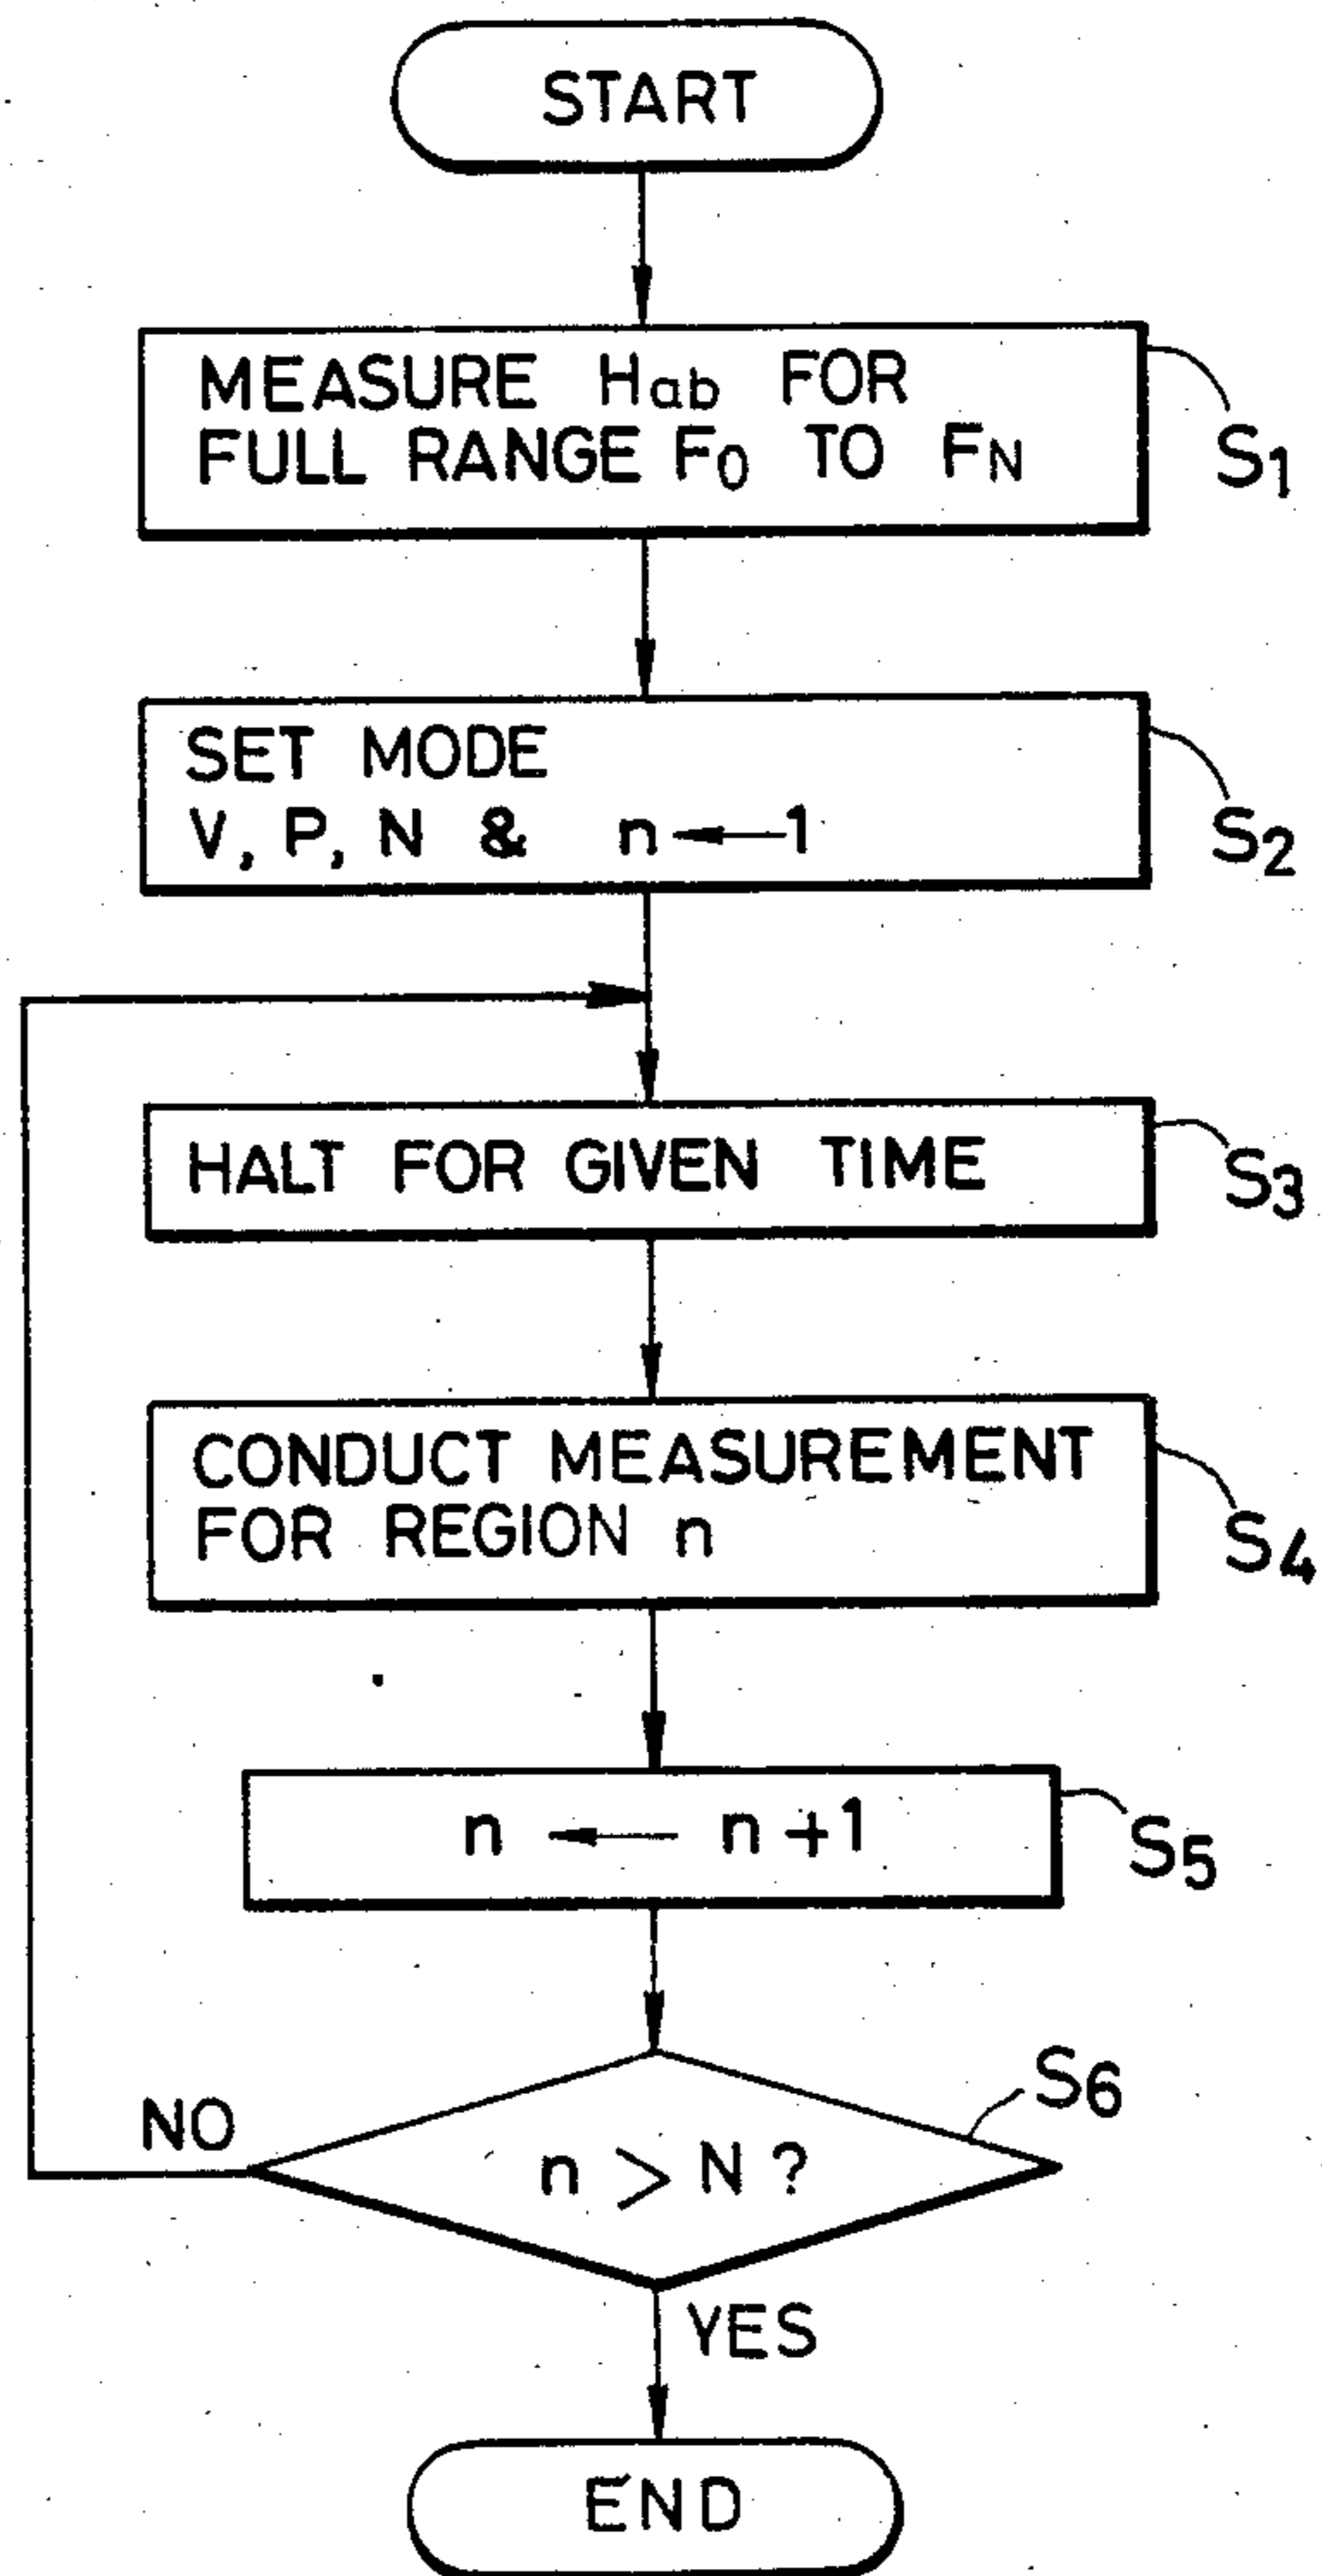 START
MEASURE Hab FOR
FULL RANGE F0 TO FN
S1
SET MODE
V, P, N & n ← 1
S2
HALT FOR GIVEN TIME
S3
CONDUCT MEASUREMENT
FOR REGION n
S4
n ← n +1
S5
S6
NO
n > N ?
YES
END